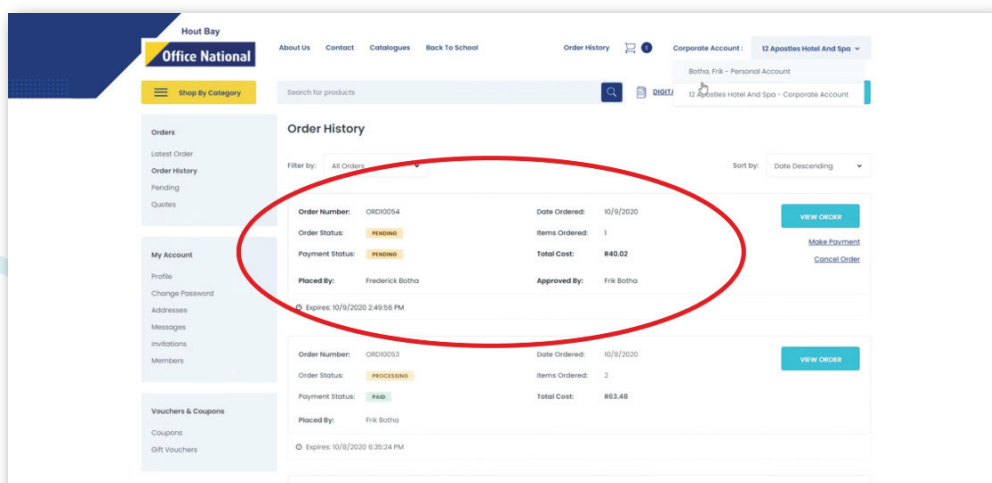 Hout Bay
Office National
About Us Contact Catalogues Back To School Order History 1 Corporate Account : 12 Apostles Hotel And Spa
Botha, Frik - Personal Account
Shop By Category Search for products DIGITA 12 Apostles Hotel And Spa - Corporate Account
Orders
Latest Order
Order History
Pending
Quotes
My Account
Profile
Change Password
Addresses
Messages
Invitations
Members
Vouchers & Coupons
Coupons
Gift Vouchers
Order History
Filter by: All Orders Sort by: Date Descending
Order Number: ORD10054 Date Ordered: 10/9/2020 VIEW ORDER
Order Status: PENDING Items Ordered: 1 Make Payment
Payment Status: PENDING Total Cost: R40.02 Cancel Order
Placed By: Frederick Botha Approved By: Frik Botha
Expires: 10/9/2020 2:49:56 PM
Order Number: ORD10053 Date Ordered: 10/8/2020 VIEW ORDER
Order Status: PROCESSING Items Ordered: 2
Payment Status: PAID Total Cost: R63.48
Placed By: Frik Botha
Expires: 10/8/2020 6:35:24 PM